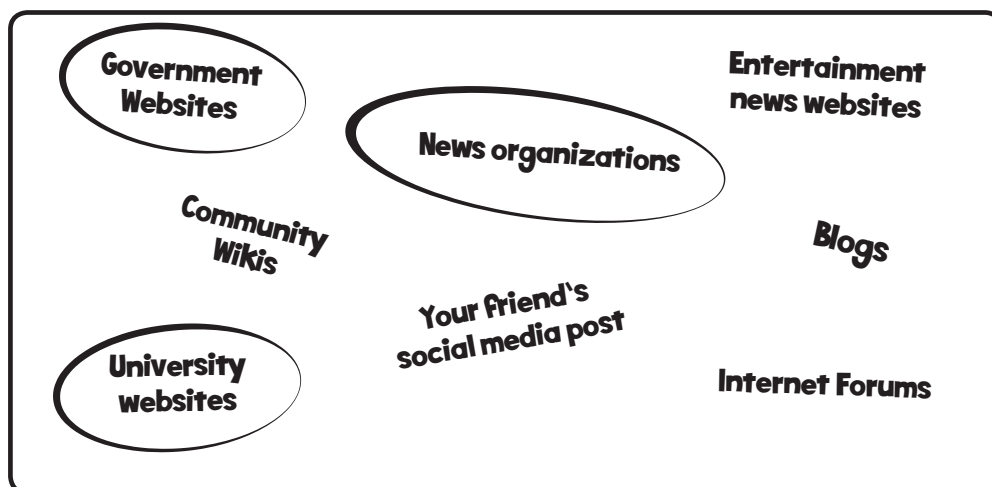 Government
Websites
Entertainment
news websites
News organizations
Community
Wikis
Blogs
Your friend's
social media post
University
websites
Internet Forums